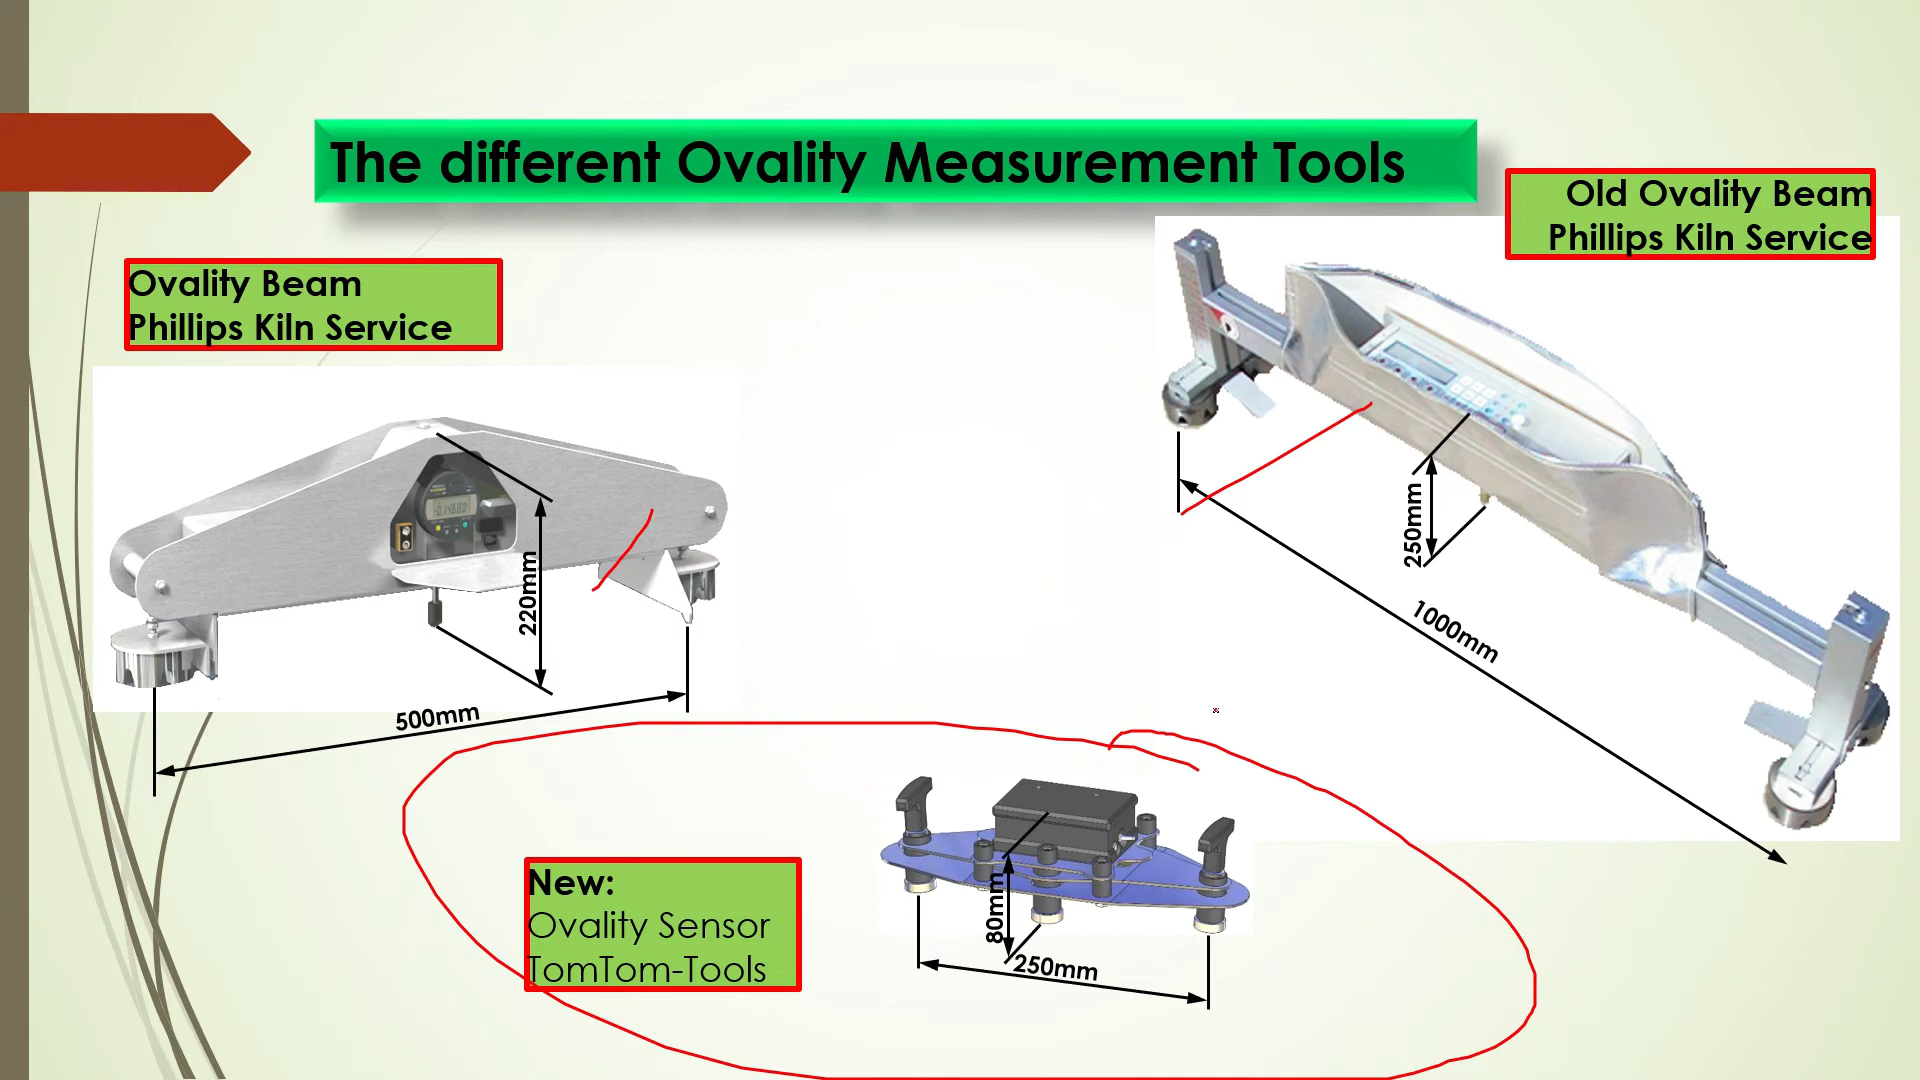 The different Ovality Measurement Tools
Old Ovality Beam
Phillips Kiln Service
Ovality Beam
Phillips Kiln Service
220mm
500mm
250mm
1000mm
New:
Ovality Sensor
TomTom-Tools
80mm
250mm